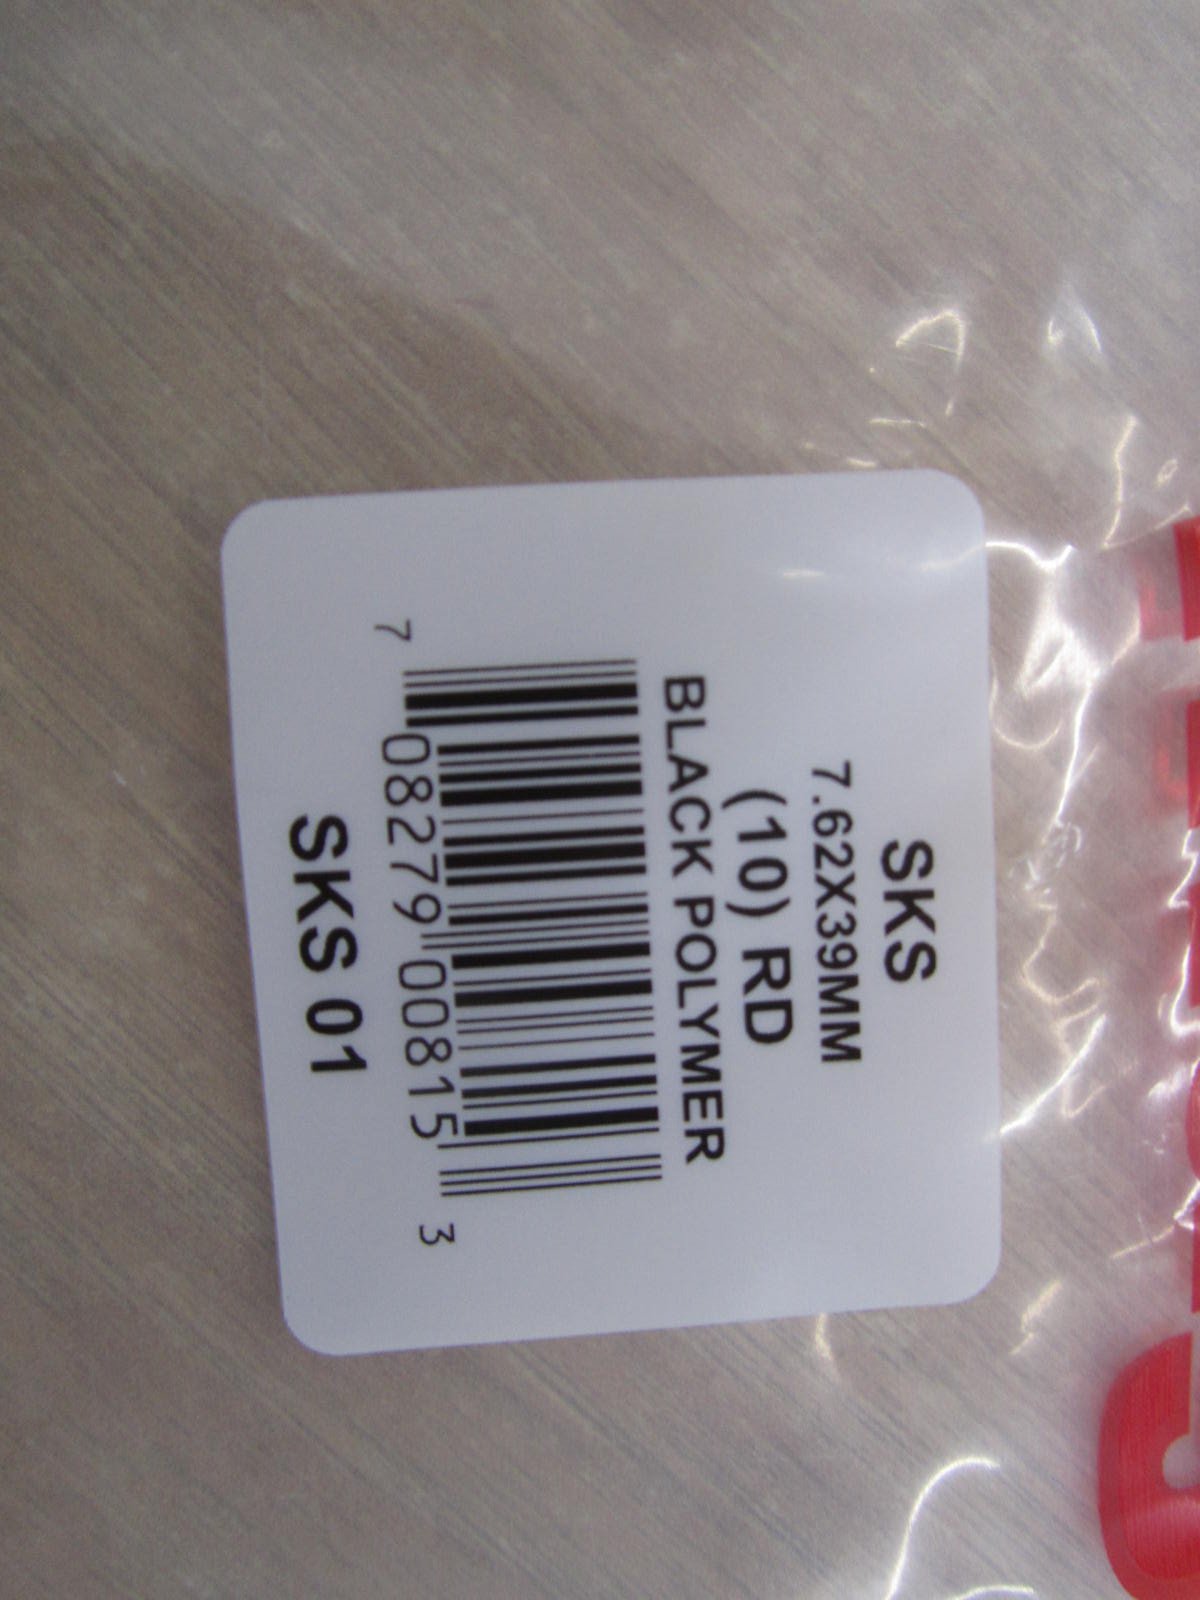 SKS
7.62X39MM
(10) RD
BLACK POLYMER
7 08279 00815 3
SKS 01